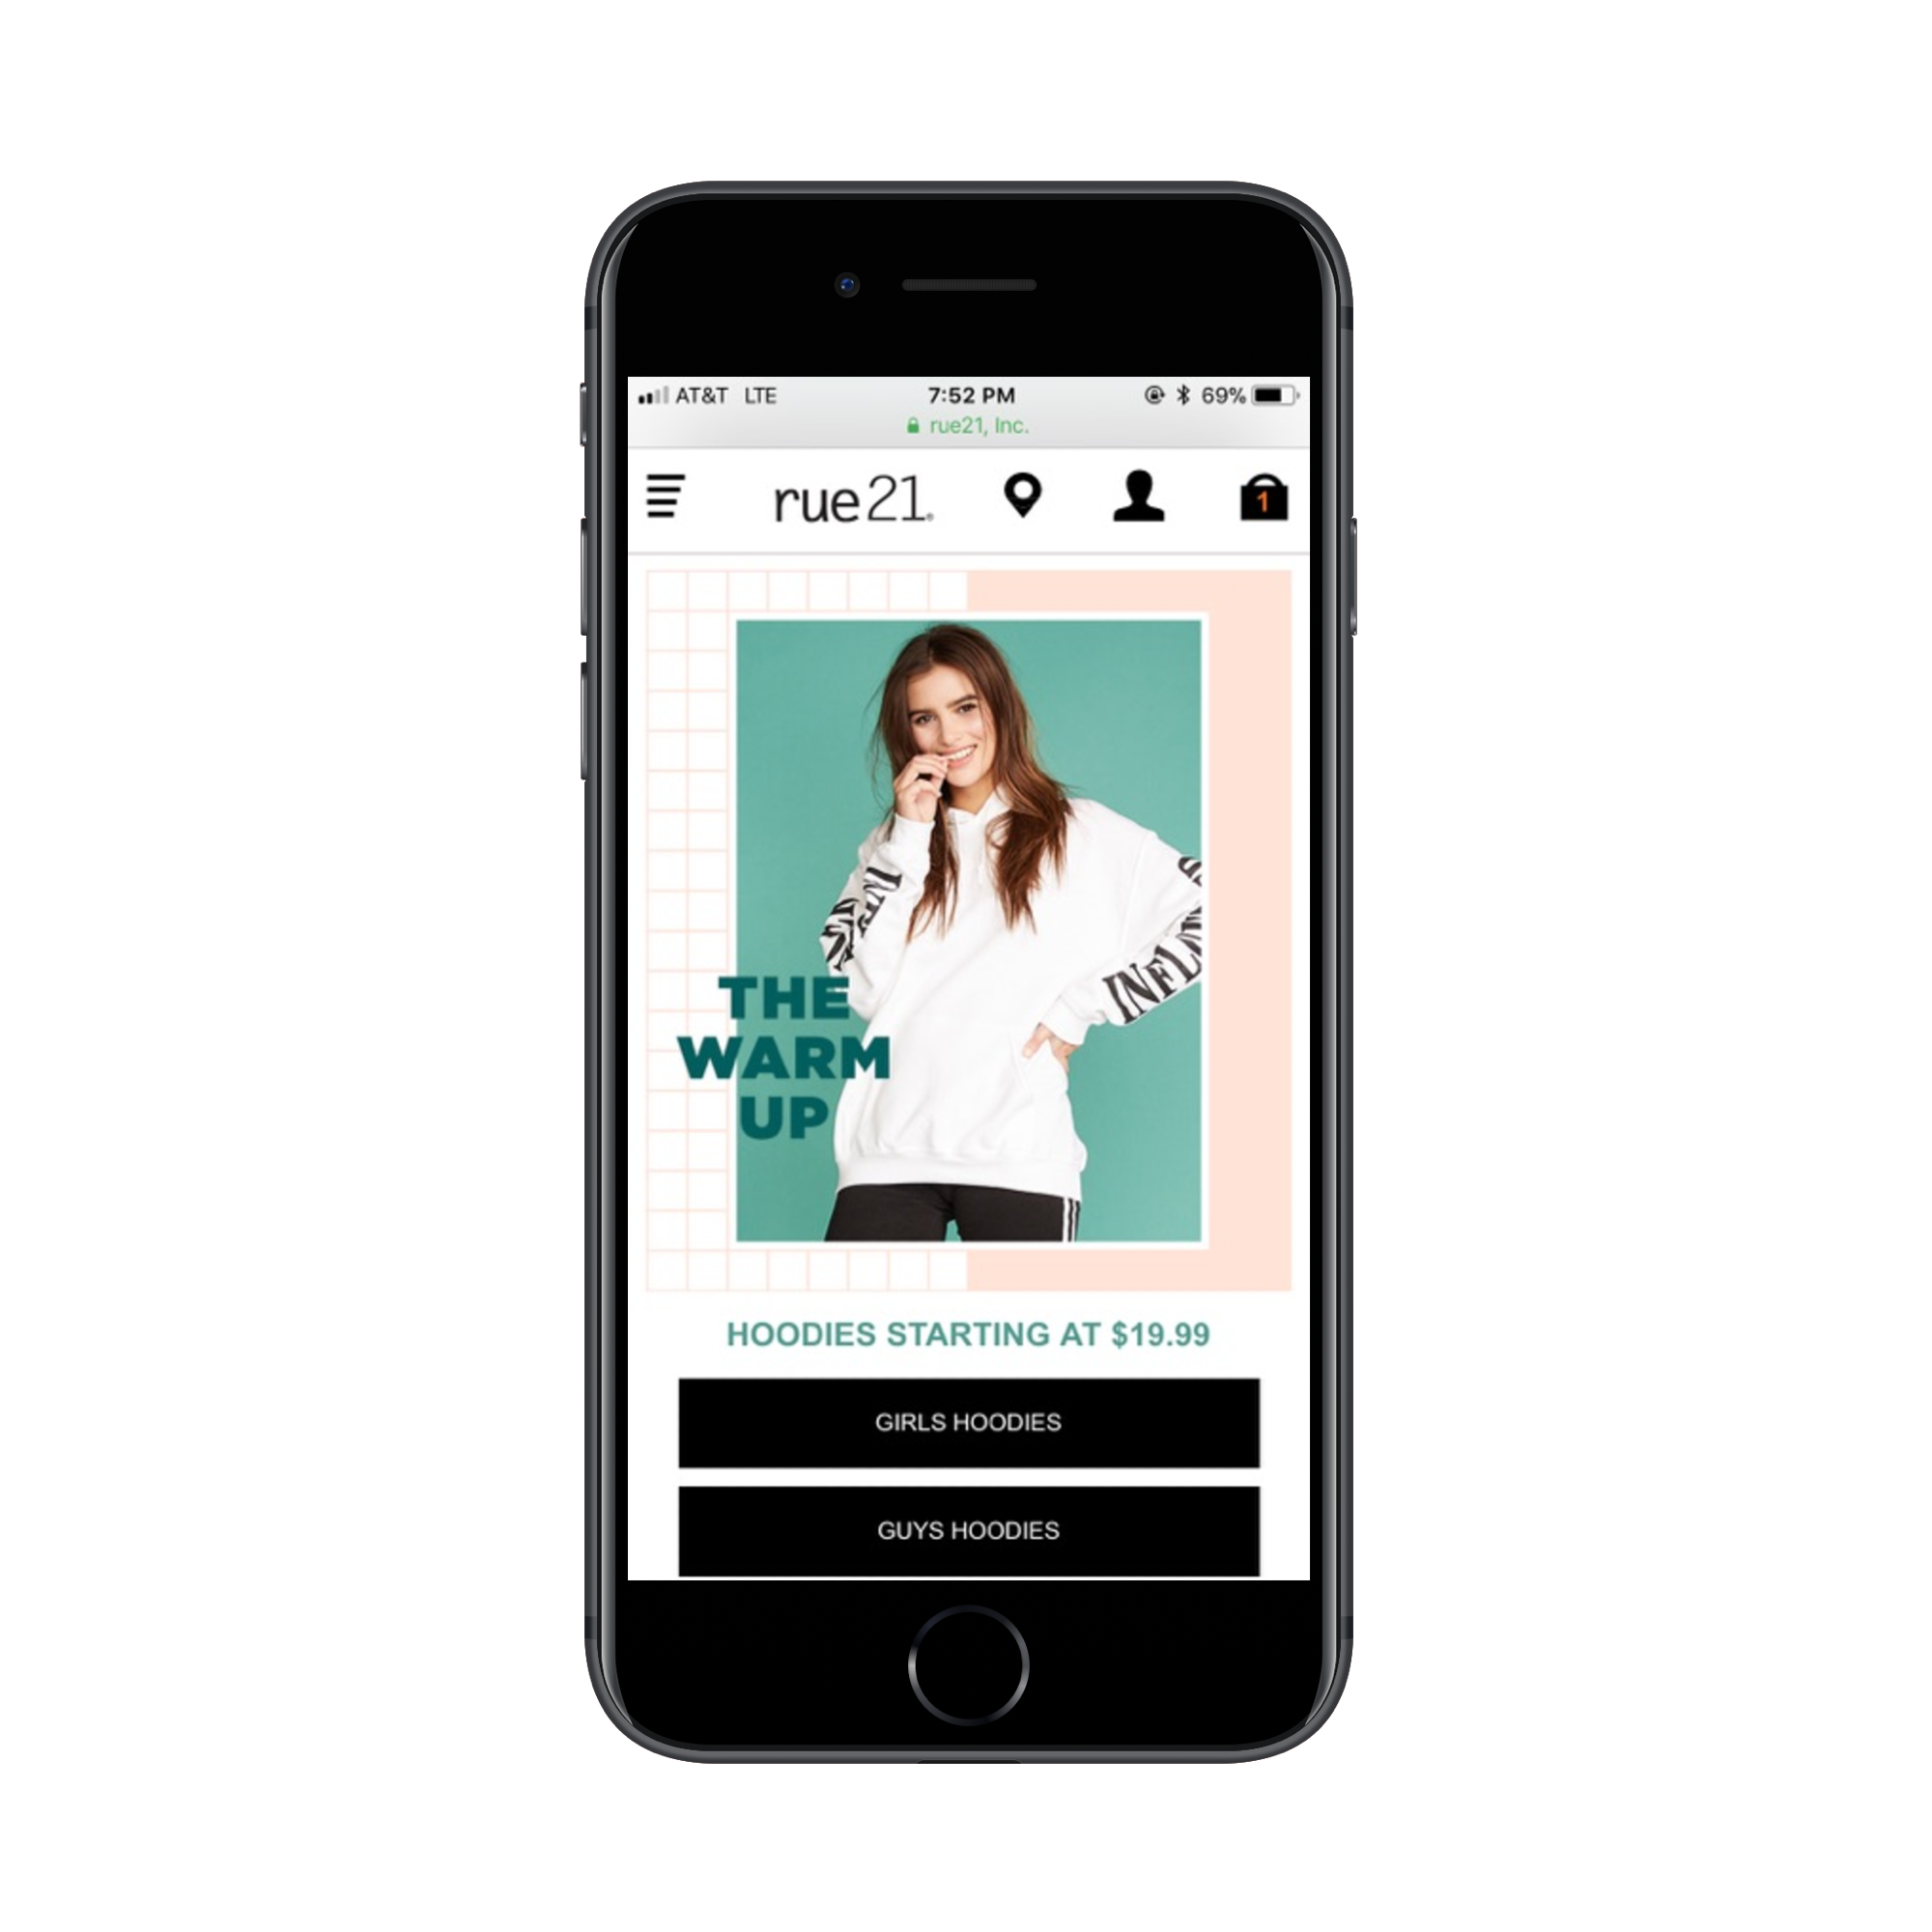 AT&T LTE 7:52 PM 69%
rue21, Inc.
rue21
1
THE
WARM
UP
HOODIES STARTING AT $19.99
GIRLS HOODIES
GUYS HOODIES